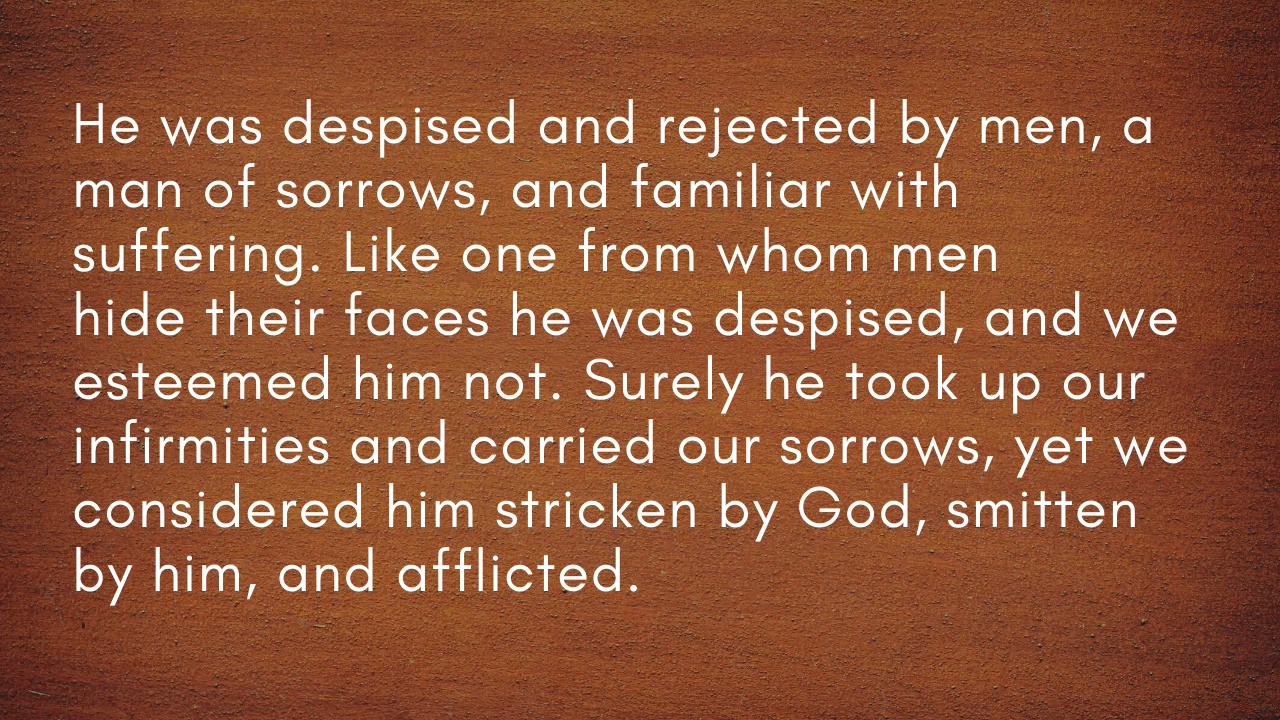 He was despised and rejected by men, a
man of sorrows, and familiar with
suffering. Like one from whom men
hide their faces he was despised, and we
esteemed him not. Surely he took up our
infirmities and carried our sorrows, yet we
considered him stricken by God, smitten
by him, and afflicted.